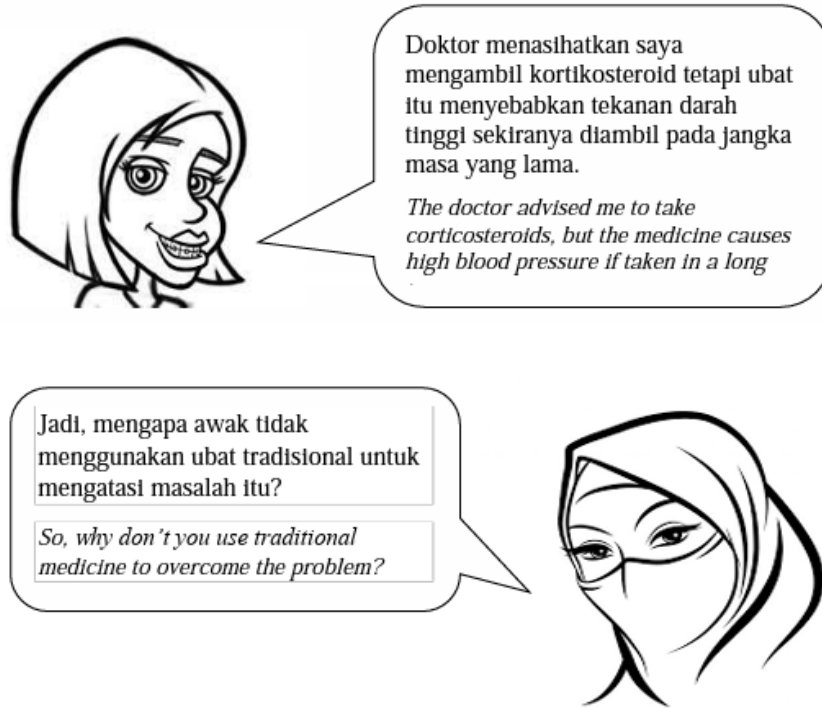 Doktor menasihatkan saya
mengambil kortikosteroid tetapi ubat
itu menyebabkan tekanan darah
tinggi sekiranya diambil pada jangka
masa yang lama.
The doctor advised me to take
corticosteroids, but the medicine causes
high blood pressure if taken in a long
Jadi, mengapa awak tidak
menggunakan ubat tradisional untuk
mengatasi masalah itu?
So, why don't you use traditional
medicine to overcome the problem?